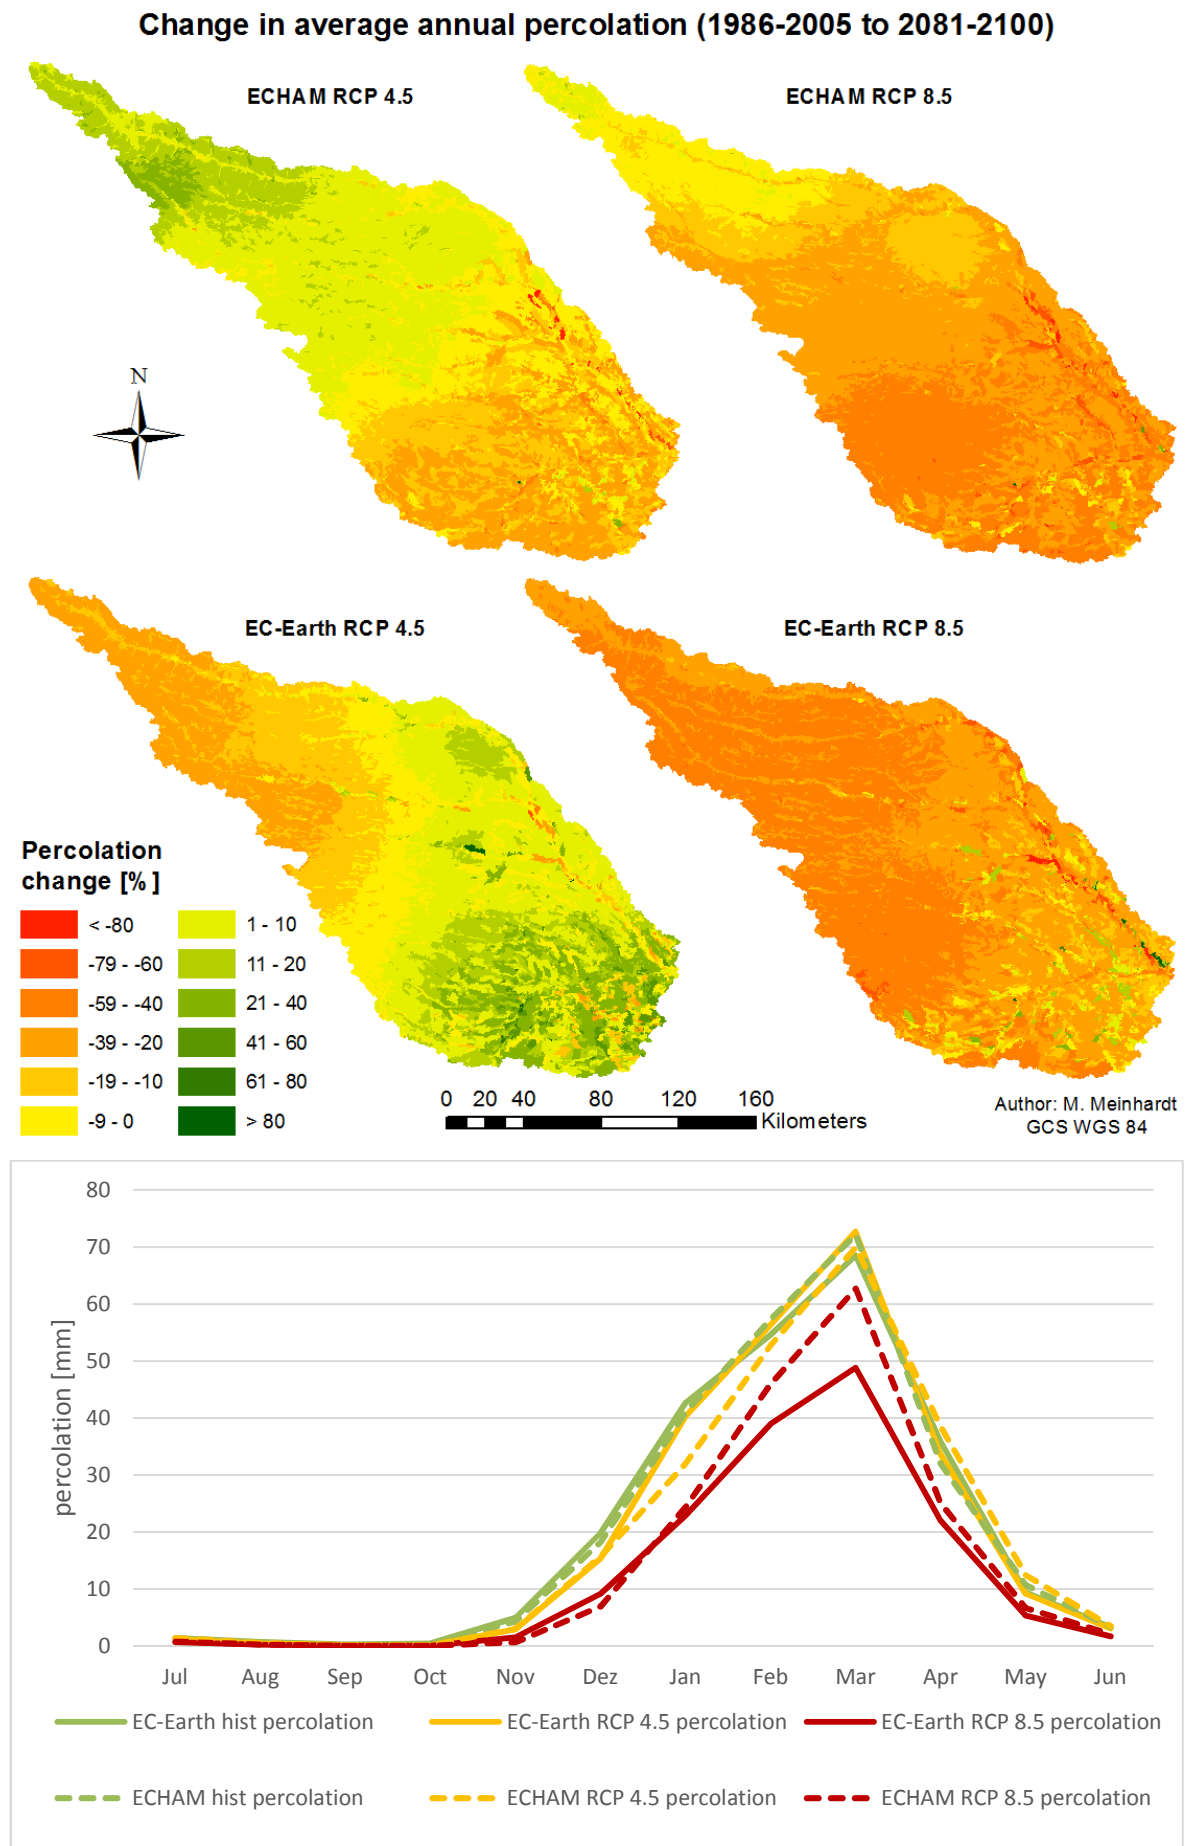 Change in average annual percolation (1986-2005 to 2081-2100)
ECHAM RCP 4.5
ECHAM RCP 8.5
N
EC-Earth RCP 4.5
EC-Earth RCP 8.5
Percolation
change [%]
< -80
1 - 10
-79 - -60
11 - 20
-59 - -40
21 - 40
-39 - -20
41 - 60
-19 - -10
61 - 80
-9 - 0
> 80
0 20 40 80 120 160
Kilometers
Author: M. Meinhardt
GCS WGS 84
80
70
60
50
40
30
20
10
0
percolation [mm]
Jul Aug Sep Oct Nov Dez Jan Feb Mar Apr May Jun
EC-Earth hist percolation
EC-Earth RCP 4.5 percolation
EC-Earth RCP 8.5 percolation
ECHAM hist percolation
ECHAM RCP 4.5 percolation
ECHAM RCP 8.5 percolation